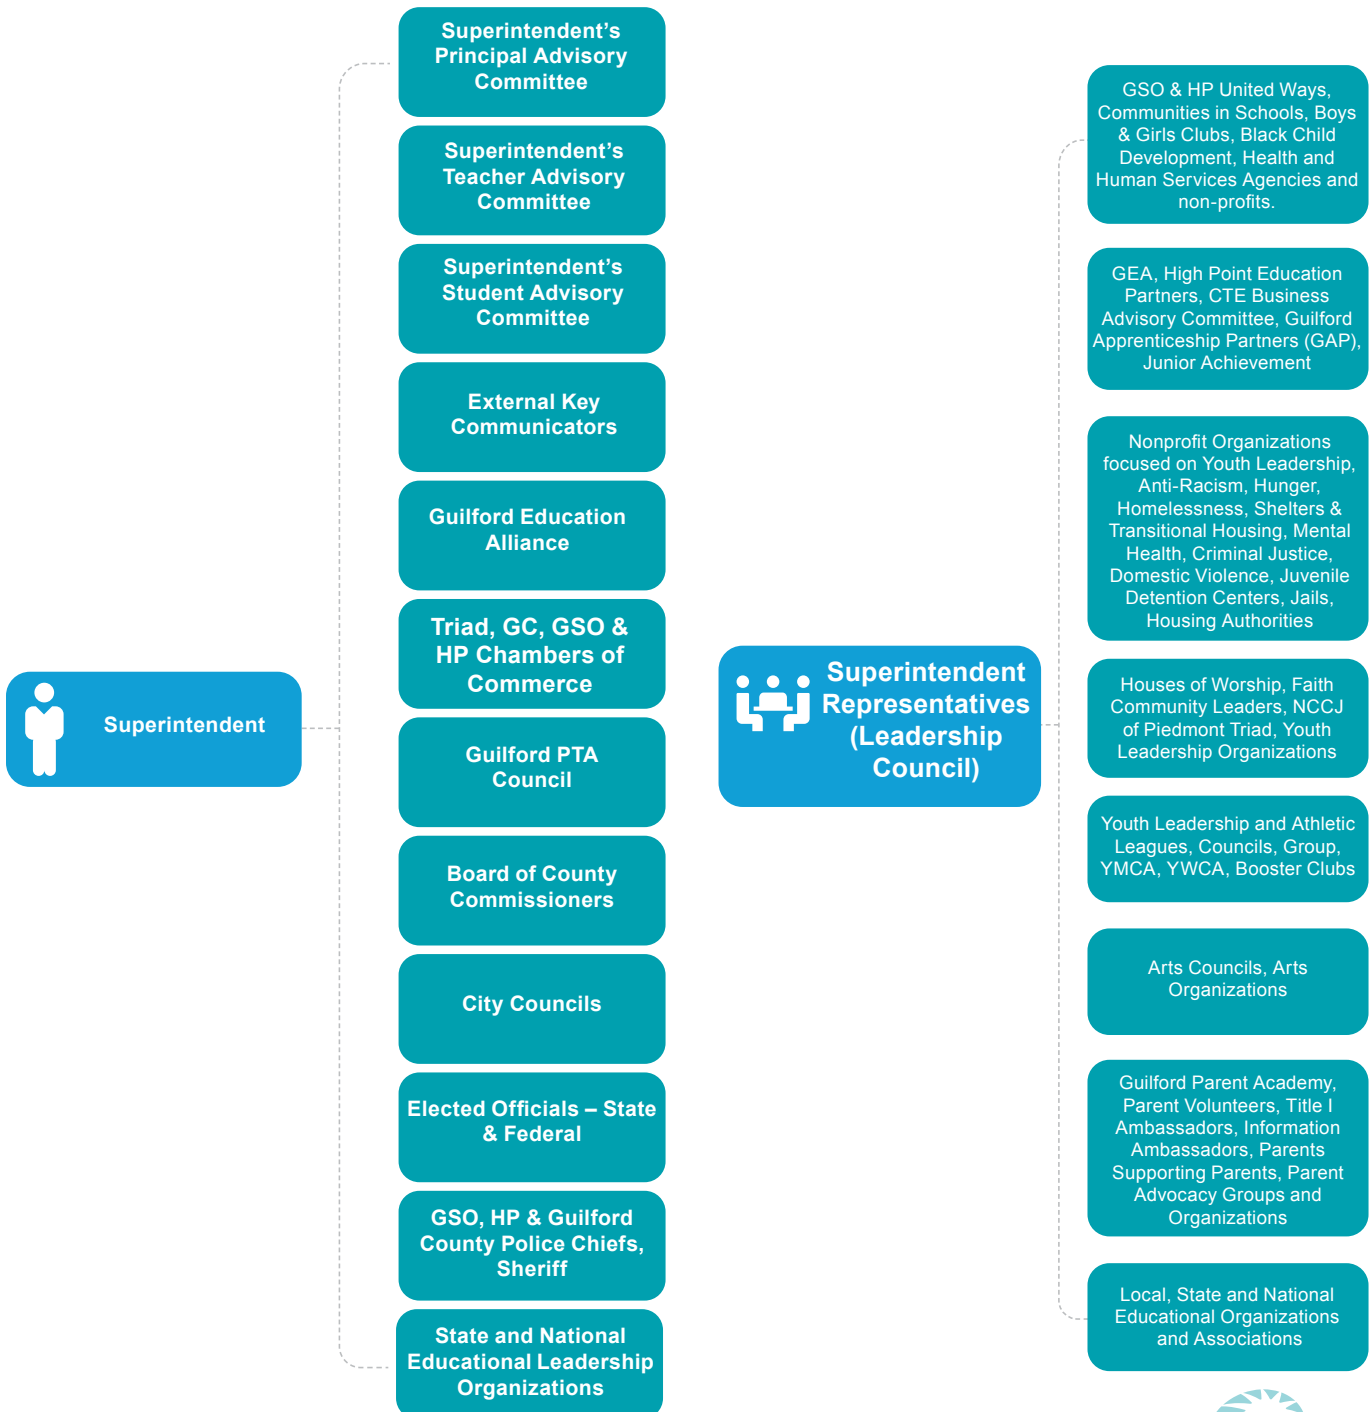 Superintendent
Superintendent’s
Principal Advisory
Committee
Superintendent’s
Teacher Advisory
Committee
Superintendent’s
Student Advisory
Committee
External Key
Communicators
Guilford Education
Alliance
Triad, GC, GSO &
HP Chambers of
Commerce
Guilford PTA
Council
Board of County
Commissioners
City Councils
Elected Officials – State
& Federal
GSO, HP & Guilford
County Police Chiefs,
Sheriff
State and National
Educational Leadership
Organizations
Superintendent
Representatives
(Leadership
Council)
GSO & HP United Ways,
Communities in Schools, Boys
& Girls Clubs, Black Child
Development, Health and
Human Services Agencies and
non-profits.
GEA, High Point Education
Partners, CTE Business
Advisory Committee, Guilford
Apprenticeship Partners (GAP),
Junior Achievement
Nonprofit Organizations
focused on Youth Leadership,
Anti-Racism, Hunger,
Homelessness, Shelters &
Transitional Housing, Mental
Health, Criminal Justice,
Domestic Violence, Juvenile
Detention Centers, Jails,
Housing Authorities
Houses of Worship, Faith
Community Leaders, NCCJ
of Piedmont Triad, Youth
Leadership Organizations
Youth Leadership and Athletic
Leagues, Councils, Group,
YMCA, YWCA, Booster Clubs
Arts Councils, Arts
Organizations
Guilford Parent Academy,
Parent Volunteers, Title I
Ambassadors, Information
Ambassadors, Parents
Supporting Parents, Parent
Advocacy Groups and
Organizations
Local, State and National
Educational Organizations
and Associations